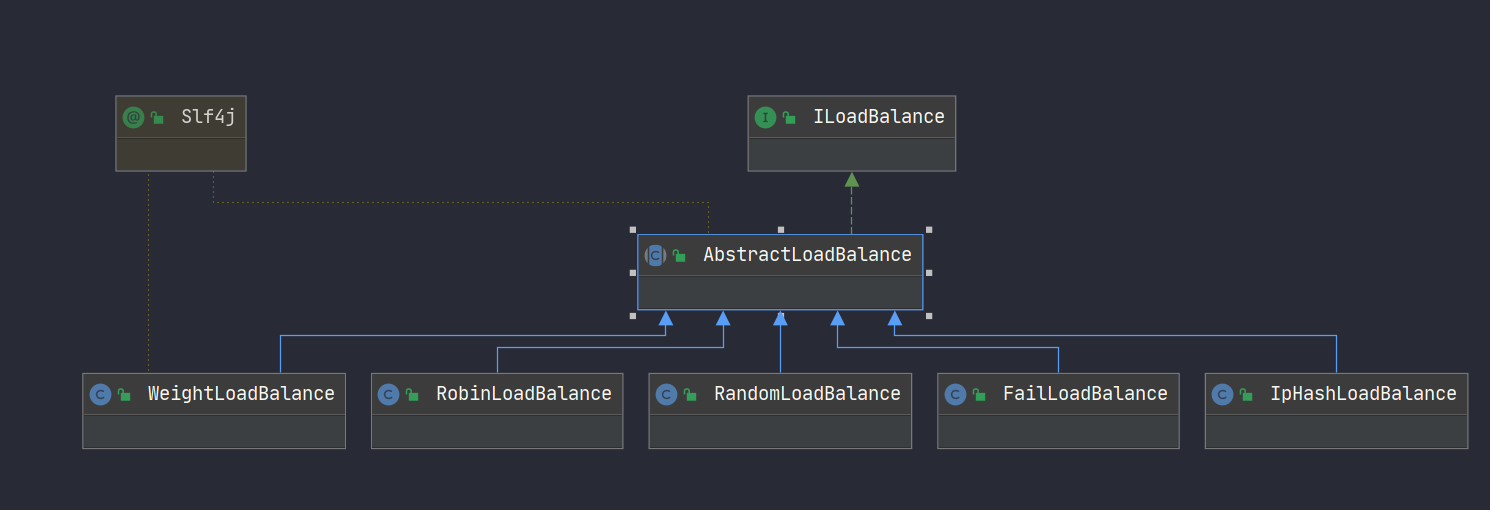 Slf4j
ILoadBalance
AbstractLoadBalance
WeightLoadBalance
RobinLoadBalance
RandomLoadBalance
FailLoadBalance
IpHashLoadBalance